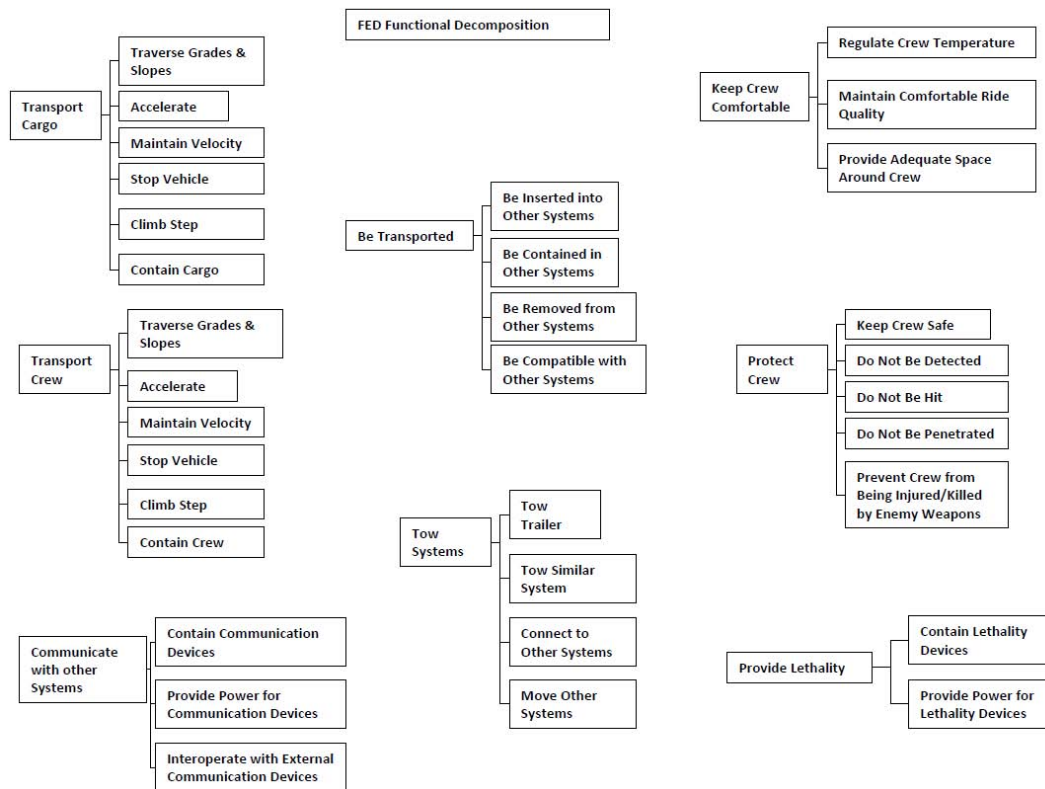 FED Functional Decomposition
Transport
Cargo
Traverse Grades &
Slopes
Accelerate
Maintain Velocity
Stop Vehicle
Climb Step
Contain Cargo
Transport
Crew
Traverse Grades &
Slopes
Accelerate
Maintain Velocity
Stop Vehicle
Climb Step
Contain Crew
Communicate
with other
Systems
Contain Communication
Devices
Provide Power for
Communication Devices
Interoperate with External
Communication Devices
Be Transported
Be Inserted into
Other Systems
Be Contained in
Other Systems
Be Removed from
Other Systems
Be Compatible with
Other Systems
Tow
Systems
Tow
Trailer
Tow Similar
System
Connect to
Other Systems
Move Other
Systems
Keep Crew
Comfortable
Regulate Crew Temperature
Maintain Comfortable Ride
Quality
Provide Adequate Space
Around Crew
Protect
Crew
Keep Crew Safe
Do Not Be Detected
Do Not Be Hit
Do Not Be Penetrated
Prevent Crew from
Being Injured/Killed
by Enemy Weapons
Provide Lethality
Contain Lethality
Devices
Provide Power for
Lethality Devices